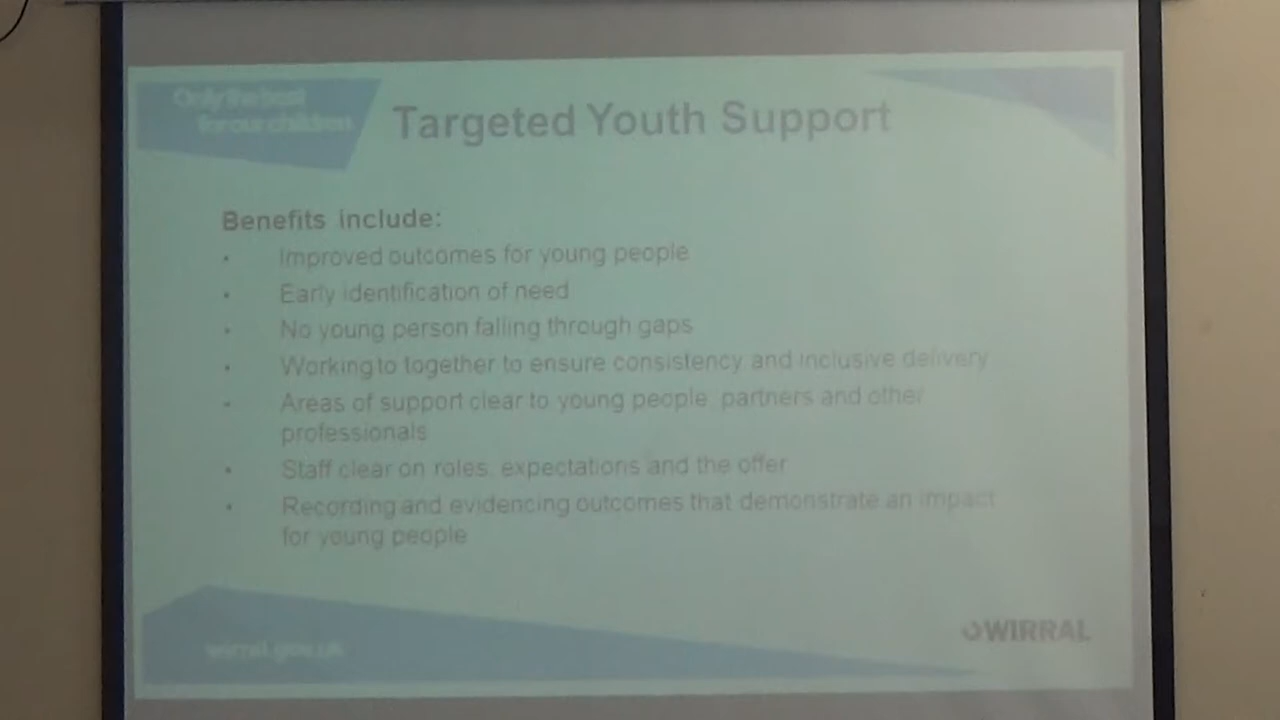 Only the best
for our children
Targeted Youth Support
Benefits include:
• Improved outcomes for young people
• Early identification of need
• No young person falling through gaps
• Working to together to ensure consistency and inclusive delivery
• Areas of support clear to young people partners and other
professionals
• Staff clear on roles, expectations and the offer
• Recording and evidencing outcomes that demonstrate an impact
for young people
wirral.gov.uk
WIRRAL